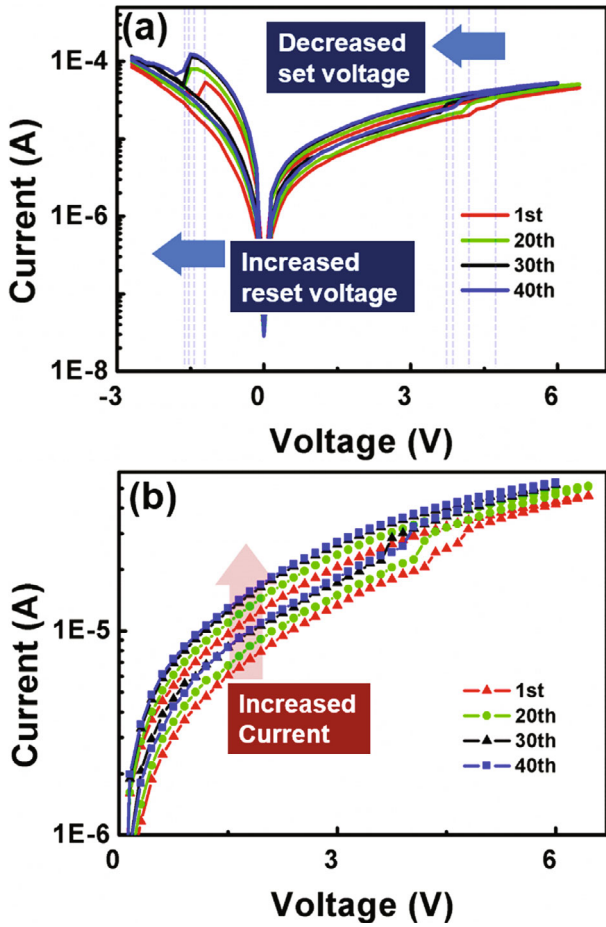 (a)
Decreased
set voltage
1E-4
1E-6
1E-8
Current (A)
Increased
reset voltage
1st
20th
30th
40th
-3
0
3
6
Voltage (V)
(b)
1E-5
1E-6
Current (A)
Increased
Current
1st
20th
30th
40th
0
3
6
Voltage (V)